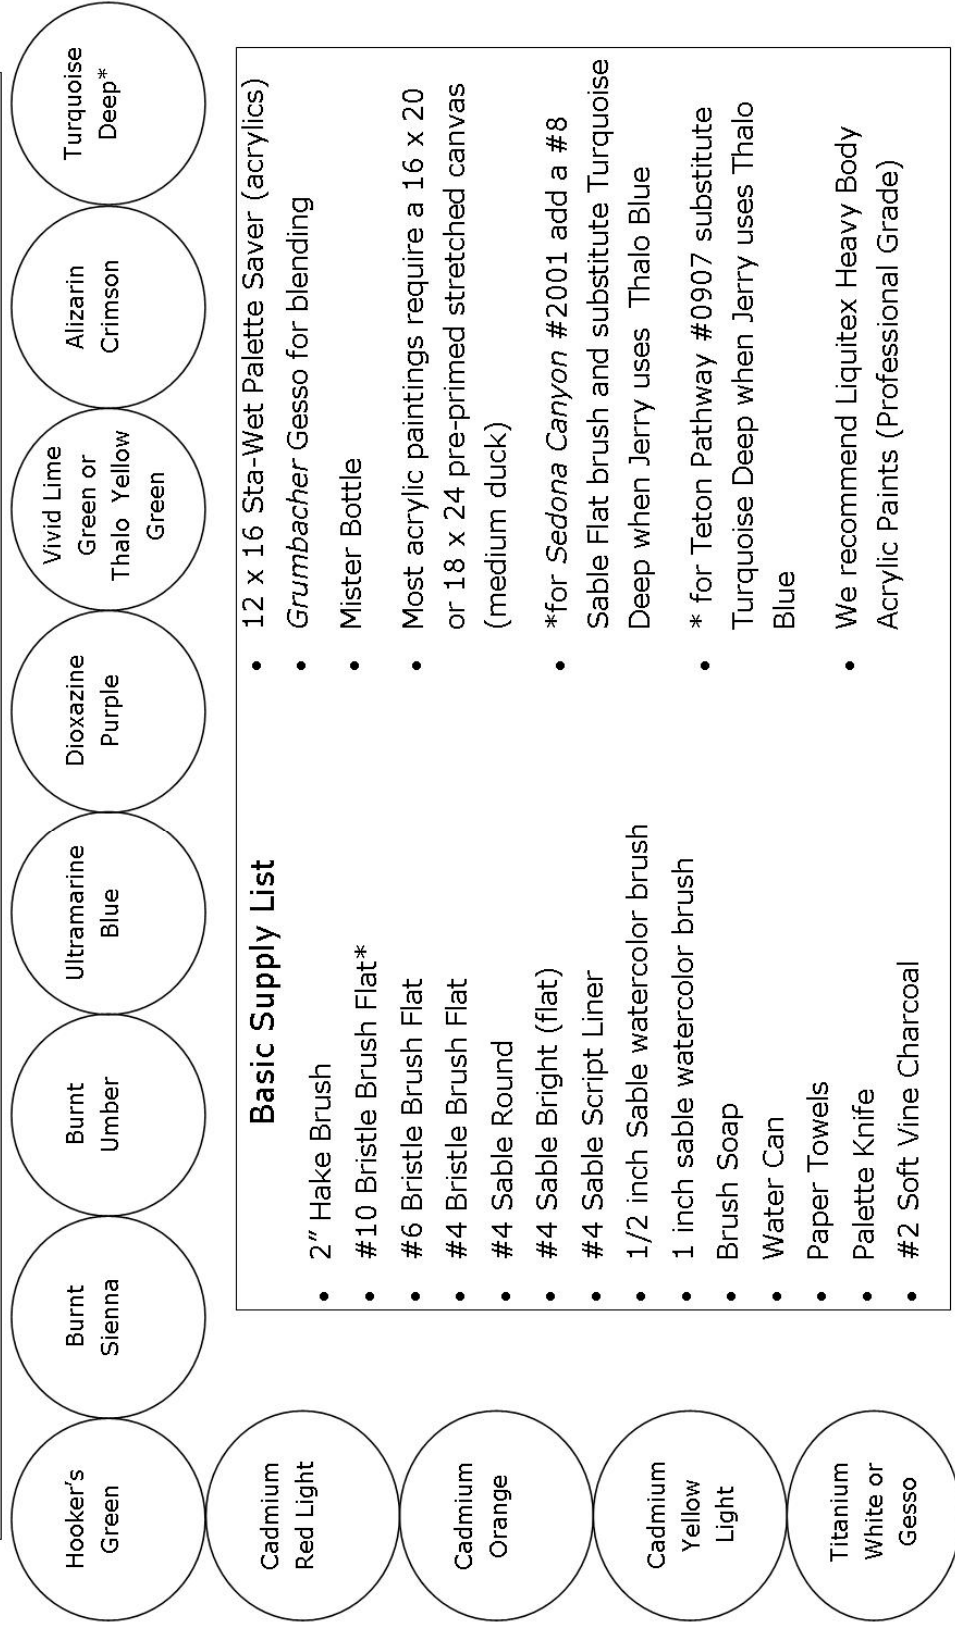 Hooker's
Green
Burnt
Sienna
Burnt
Umber
Ultramarine
Blue
Dioxazine
Purple
Vivid Lime
Green or
Thalo Yellow
Green
Alizarin
Crimson
Turquoise
Deep*
Cadmium
Red Light
Cadmium
Orange
Cadmium
Yellow
Light
Titanium
White or
Gesso
Basic Supply List
• 2" Hake Brush
• #10 Bristle Brush Flat*
• #6 Bristle Brush Flat
• #4 Bristle Brush Flat
• #4 Sable Round
• #4 Sable Bright (flat)
• #4 Sable Script Liner
• 1/2 inch Sable watercolor brush
• 1 inch sable watercolor brush
• Brush Soap
• Water Can
• Paper Towels
• Palette Knife
• #2 Soft Vine Charcoal
• 12 x 16 Sta-Wet Palette Saver (acrylics)
• Grumbacher Gesso for blending
• Mister Bottle
• Most acrylic paintings require a 16 x 20
or 18 x 24 pre-primed stretched canvas
(medium duck)
• *for Sedona Canyon #2001 add a #8
Sable Flat brush and substitute Turquoise
Deep when Jerry uses Thalo Blue
• * for Teton Pathway #0907 substitute
Turquoise Deep when Jerry uses Thalo
Blue
• We recommend Liquitex Heavy Body
Acrylic Paints (Professional Grade)